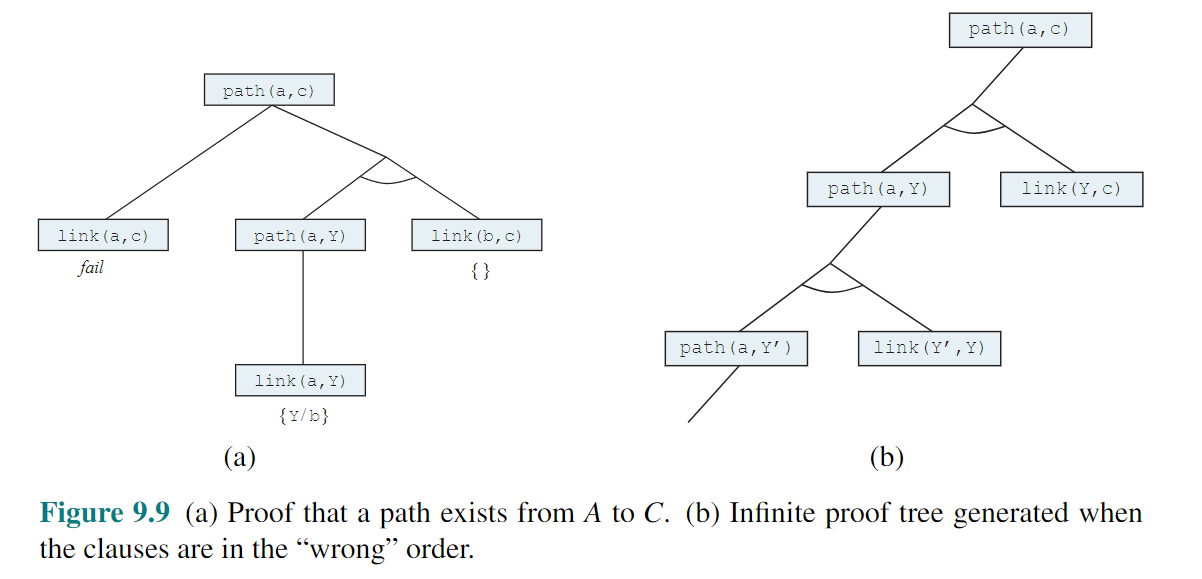 path(a,c)
link(a,c)
fail
path(a,Y)
link(b,c)
{}
link(a,Y)
{Y/b}
(a)
path(a,c)
path(a,Y)
link(Y,c)
path(a,Y′)
link(Y′,Y)
(b)
Figure 9.9 (a) Proof that a path exists from A to C. (b) Infinite proof tree generated when
the clauses are in the “wrong” order.